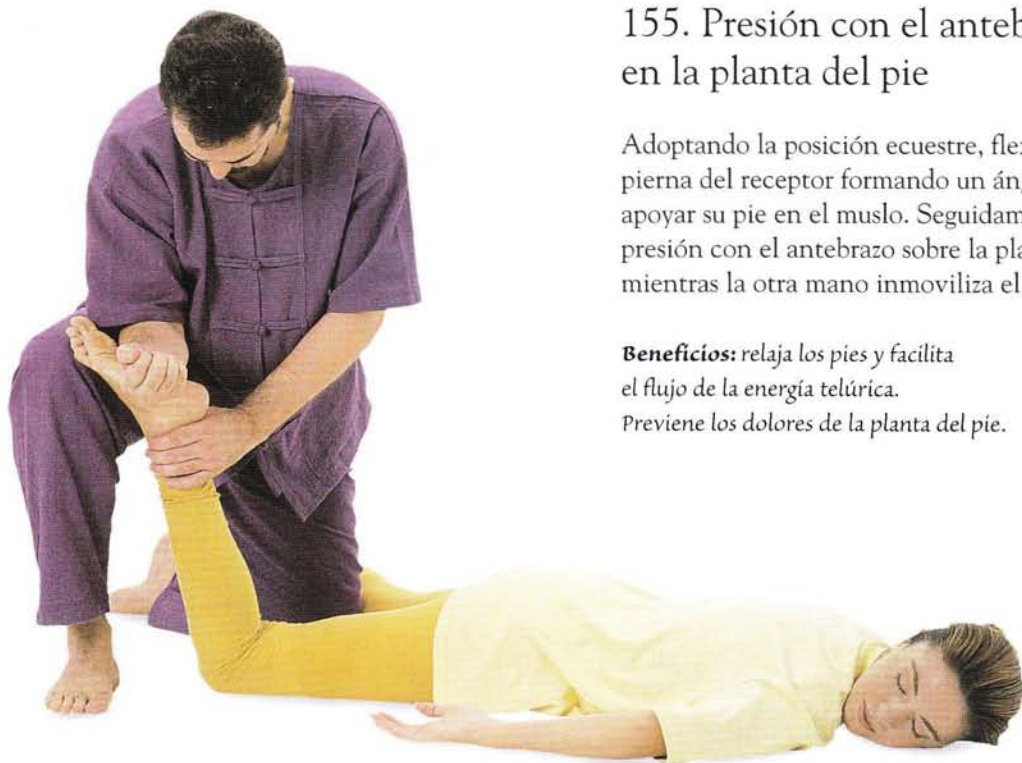 155. Presión con el anteb
en la planta del pie
Adoptando la posición ecuestre, flex
pierna del receptor formando un áng
apoyar su pie en el muslo. Seguidam
presión con el antebrazo sobre la pla
mientras la otra mano inmoviliza el
Beneficios: relaja los pies y facilita
el flujo de la energía telúrica.
Previene los dolores de la planta del pie.